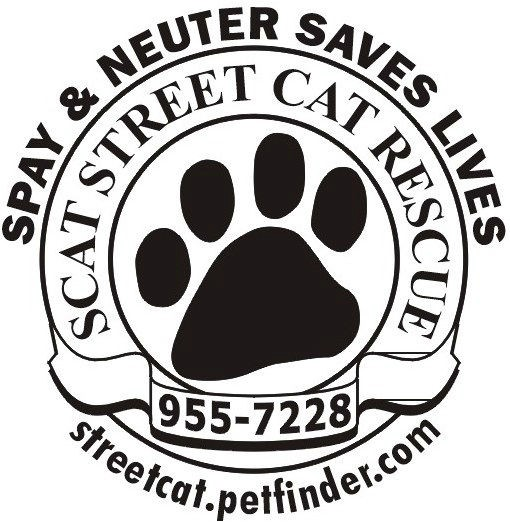 SPAY & NEUTER SAVES LIVES
SCAT STREET CAT RESCUE
955-7228
streetcat.petfinder.com